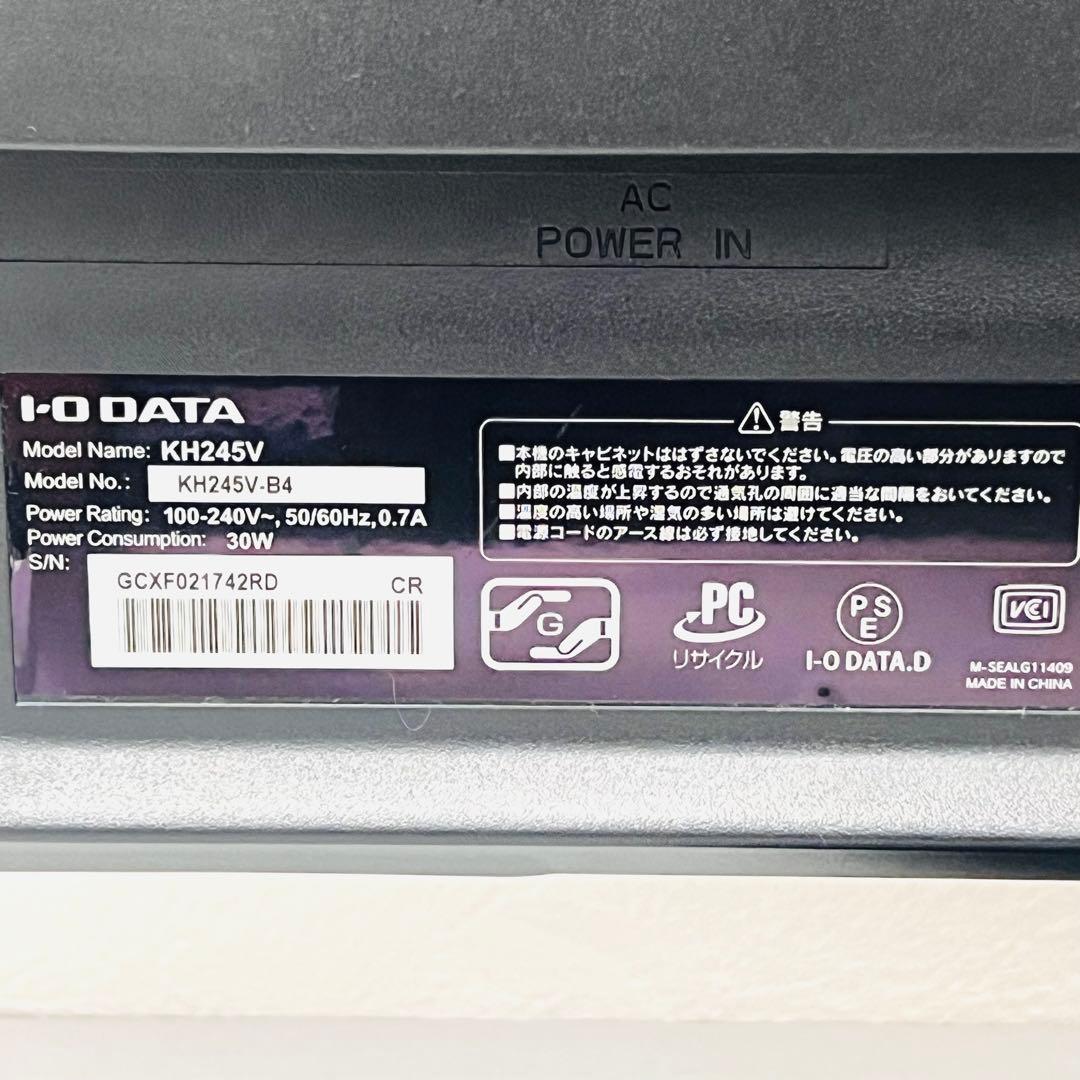 AC
POWER IN
I-O DATA
Model Name: KH245V
Model No.: KH245V-B4
Power Rating: 100-240V~, 50/60Hz, 0.7A
Power Consumption: 30W
S/N:
GCXF021742RD CR
警告
■本機のキャビネットははずさないでください。電圧の高い部分がありますので
内部に触ると感電するおそれがあります。
■内部の温度が上昇するので通気孔の周囲に適当な間隔をおいてください。
■温度の高い場所や湿気の多い場所は避けてください。
■電源コードのアース線は必ず接地してください。
G
PC
リサイクル
PSE
I-O DATA.D
VCI
M-SEALG11409
MADE IN CHINA